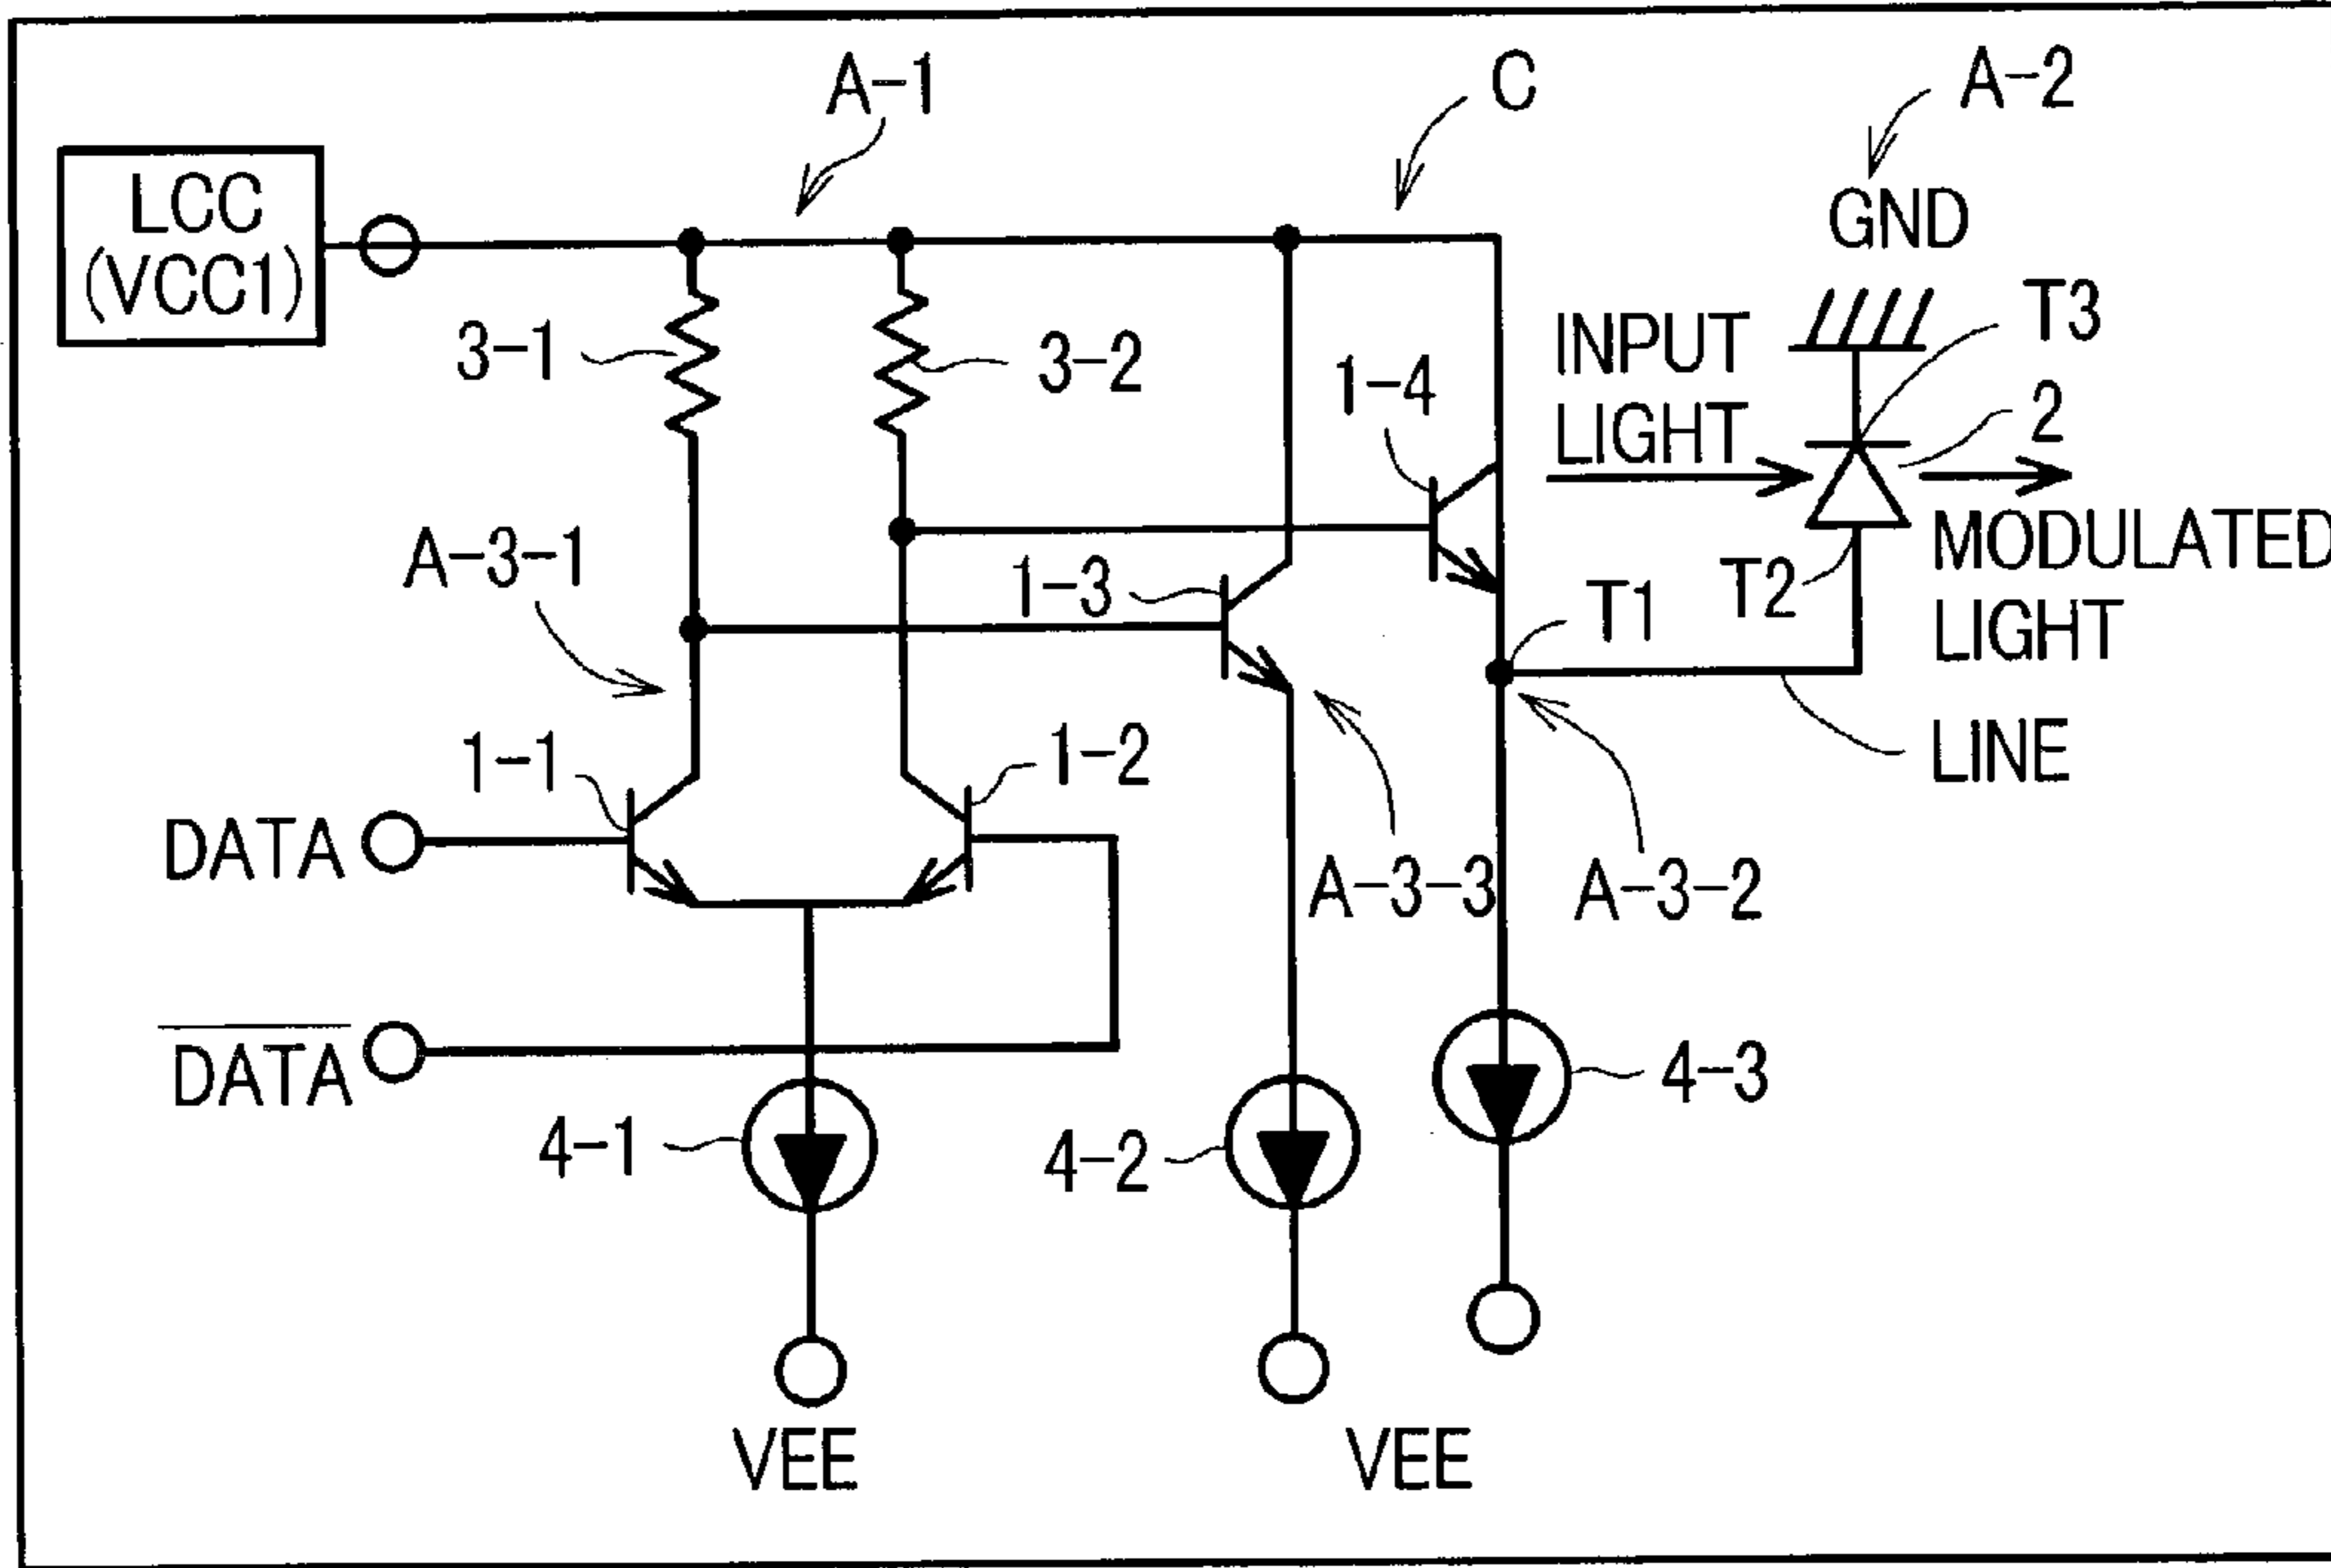 A-1
C
A-2
LCC
(VCC1)
GND
T3
3-1
3-2
1-4
INPUT
LIGHT
2
A-3-1
1-3
T2
MODULATED
LIGHT
T1
1-1
1-2
LINE
DATA
A-3-3
A-3-2
DATA
4-1
4-2
4-3
VEE
VEE